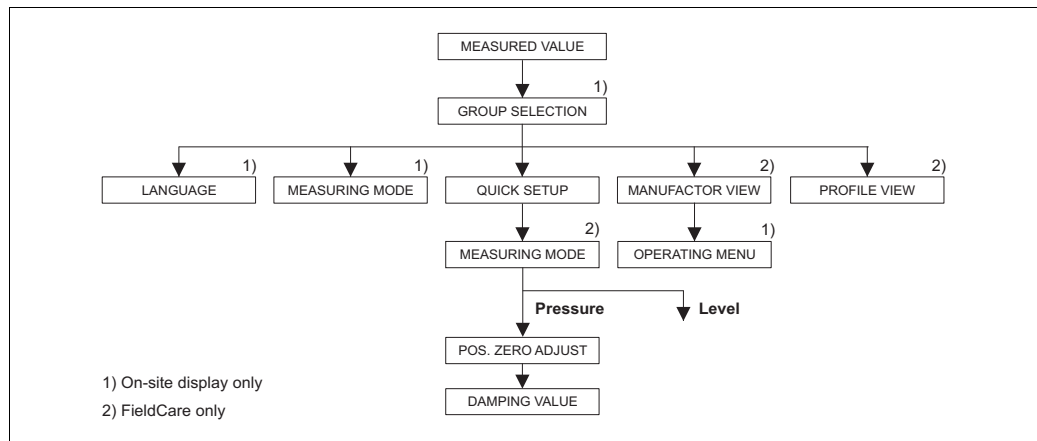 MEASURED VALUE
1)
GROUP SELECTION
1)
LANGUAGE
1)
MEASURING MODE
QUICK SETUP
2)
MANUFACTOR VIEW
2)
PROFILE VIEW
2)
MEASURING MODE
1)
OPERATING MENU
Pressure
Level
POS. ZERO ADJUST
DAMPING VALUE
1) On-site display only
2) FieldCare only